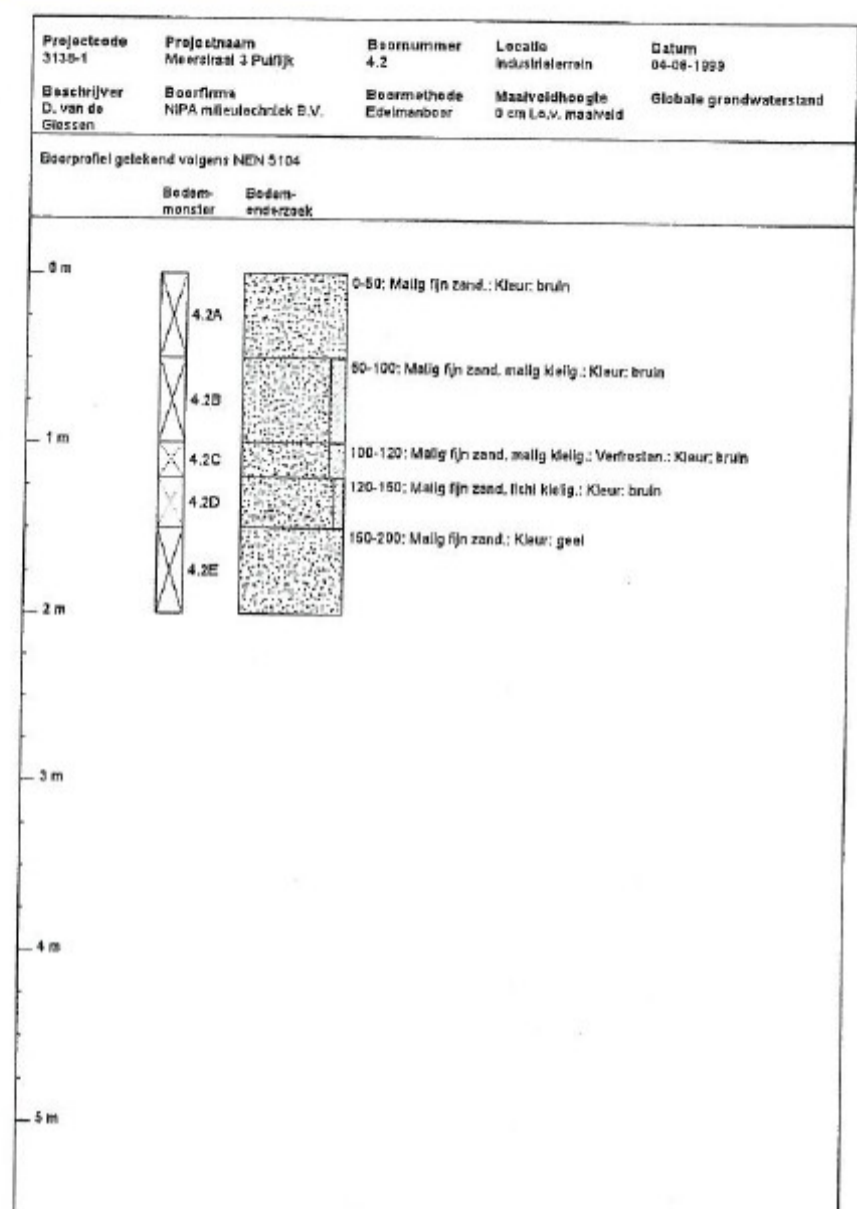 Projectcode Projectnaam Boornummer Locatie Datum
3138-1 Meerstraat 3 Puiflijk 4.2 Industrieterrein 04-08-1999
Beschrijver Boorfirma Boormethode Maaiveldhoogte Globale grondwaterstand
D. van de NIPA milieutechniek B.V. Edelmanboor 0 cm t.o.v. maaiveld
Giessen
Boorprofiel getekend volgens NEN 5104
Bodem- Bodem-
monster onderzoek
0 m
0-50; Matig fijn zand.; Kleur: bruin
4.2A
50-100; Matig fijn zand, matig kleiig.; Kleur: bruin
4.2B
1 m
100-120; Matig fijn zand, matig kleiig.; Verfresten.; Kleur: bruin
4.2C
120-150; Matig fijn zand, licht kleiig.; Kleur: bruin
4.2D
150-200; Matig fijn zand.; Kleur: geel
4.2E
2 m
3 m
4 m
5 m